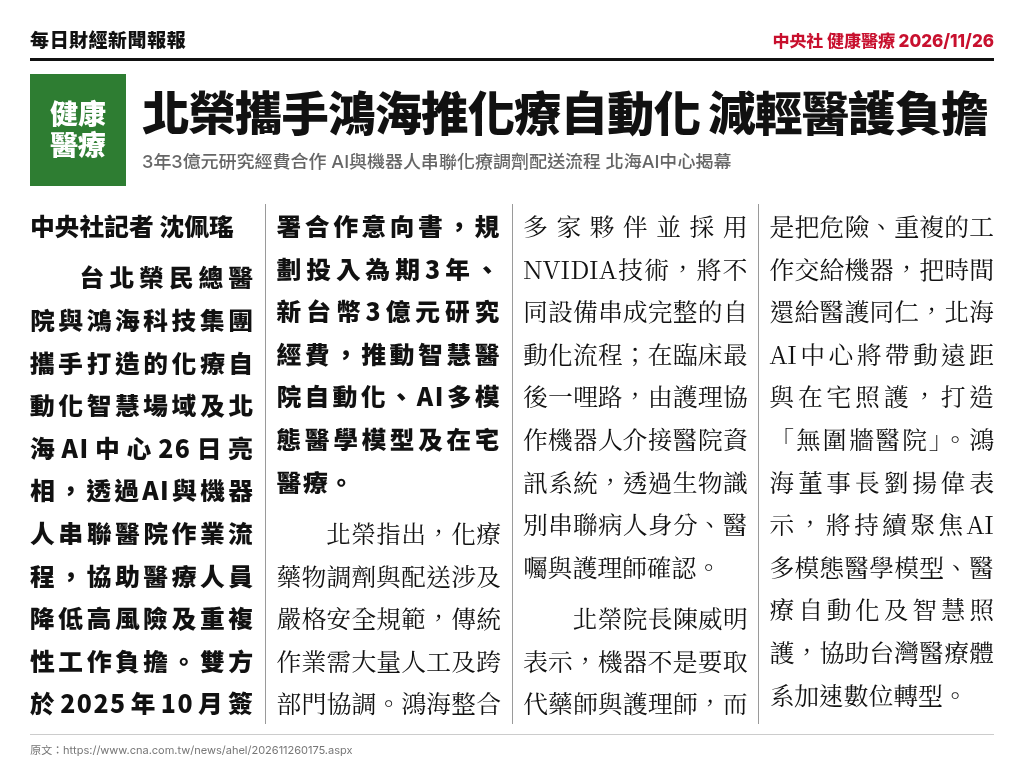 每日財經新聞報報
中央社 健康醫療 2026/11/26
健康
醫療
北榮攜手鴻海推化療自動化 減輕醫護負擔
3年3億元研究經費合作 AI與機器人串聯化療調劑配送流程 北海AI中心揭幕
中央社記者 沈佩瑤
台北榮民總醫
院與鴻海科技集團
攜手打造的化療自
動化智慧場域及北
海AI中心26日亮
相，透過AI與機器
人串聯醫院作業流
程，協助醫療人員
降低高風險及重複
性工作負擔。雙方
於2025年10月簽
署合作意向書，規
劃投入為期3年、
新台幣3億元研究
經費，推動智慧醫
院自動化、AI多模
態醫學模型及在宅
醫療。
北榮指出，化療
藥物調劑與配送涉及
嚴格安全規範，傳統
作業需大量人工及跨
部門協調。鴻海整合
多家夥伴並採用
NVIDIA技術，將不
同設備串成完整的自
動化流程；在臨床最
後一哩路，由護理協
作機器人介接醫院資
訊系統，透過生物識
別串聯病人身分、醫
囑與護理師確認。
北榮院長陳威明
表示，機器不是要取
代藥師與護理師，而
是把危險、重複的工
作交給機器，把時間
還給醫護同仁，北海
AI中心將帶動遠距
與在宅照護，打造
「無圍牆醫院」。鴻
海董事長劉揚偉表
示，將持續聚焦AI
多模態醫學模型、醫
療自動化及智慧照
護，協助台灣醫療體
系加速數位轉型。
原文：https://www.cna.com.tw/news/ahel/202611260175.aspx